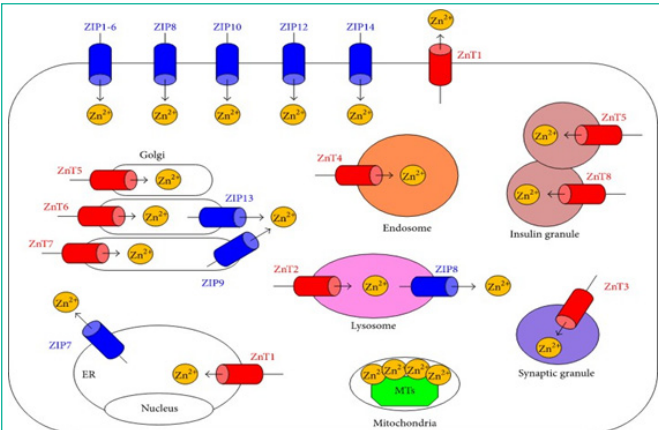 ZIP1-6 ZIP8 ZIP10 ZIP12 ZIP14 Zn²⁺
ZnT1
Zn²⁺ Zn²⁺ Zn²⁺ Zn²⁺ Zn²⁺
Golgi
ZnT5 Zn²⁺
ZnT6 Zn²⁺ ZIP13 Zn²⁺
ZnT7 Zn²⁺
ZIP9
ZnT4 Zn²⁺
Endosome
ZnT5
Zn²⁺
ZnT8
Zn²⁺
Insulin granule
ZnT2 Zn²⁺ ZIP8 Zn²⁺
Lysosome
ZnT3
Zn²⁺
Synaptic granule
Zn²⁺
ZIP7
ER
Zn²⁺ ZnT1
Nucleus
Zn² Zn² Zn² Zn²⁺
MTs
Mitochondria